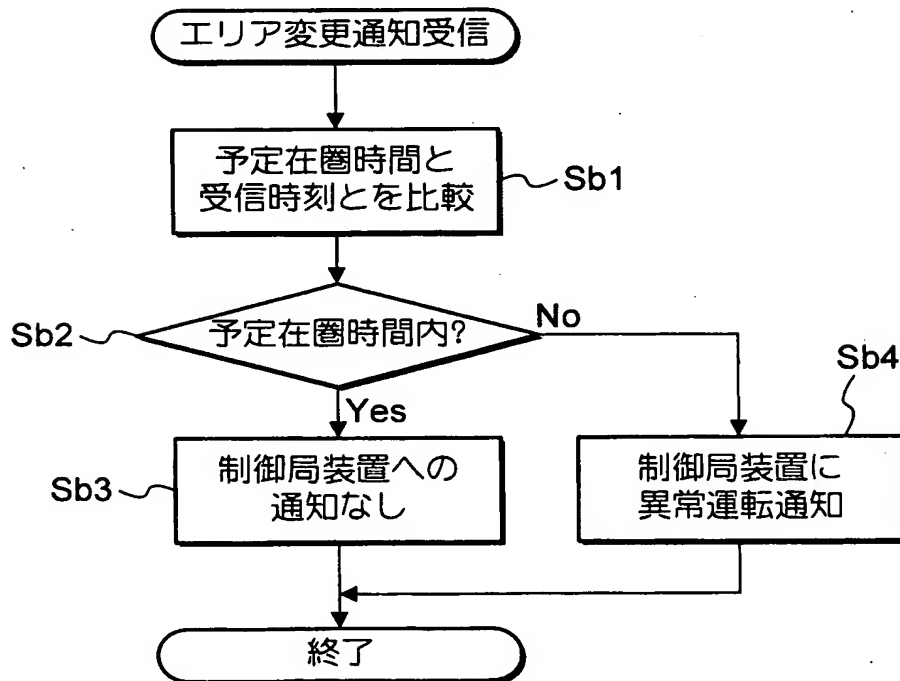 エリア変更通知受信
予定在圏時間と
受信時刻とを比較
Sb1
Sb2
予定在圏時間内?
No
Yes
Sb4
Sb3
制御局装置への
通知なし
制御局装置に
異常運転通知
終了